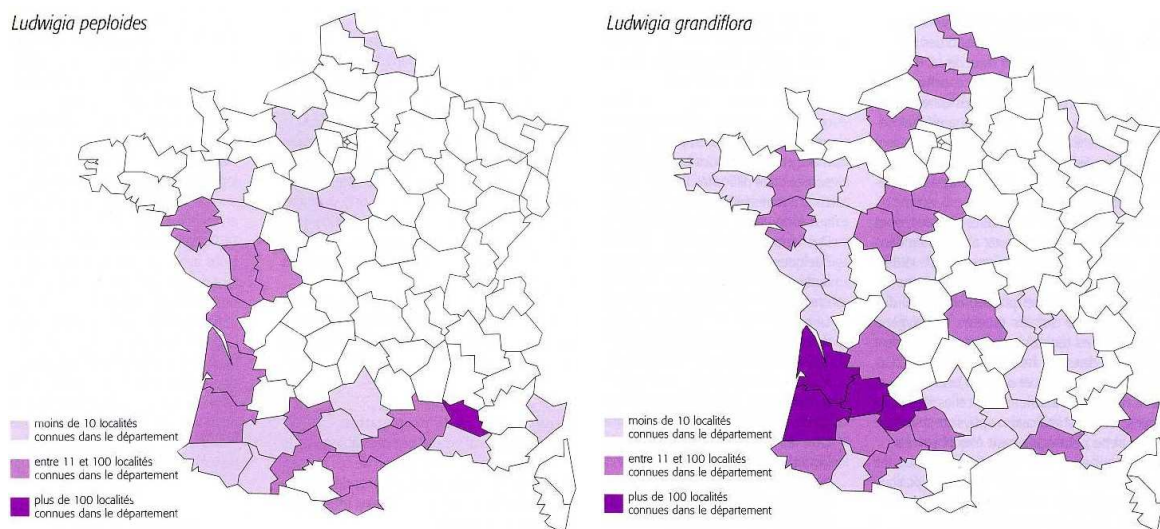 Ludwigia peploides
moins de 10 localités
connues dans le département
entre 11 et 100 localités
connues dans le département
plus de 100 localités
connues dans le département
Ludwigia grandiflora
moins de 10 localités
connues dans le département
entre 11 et 100 localités
connues dans le département
plus de 100 localités
connues dans le département